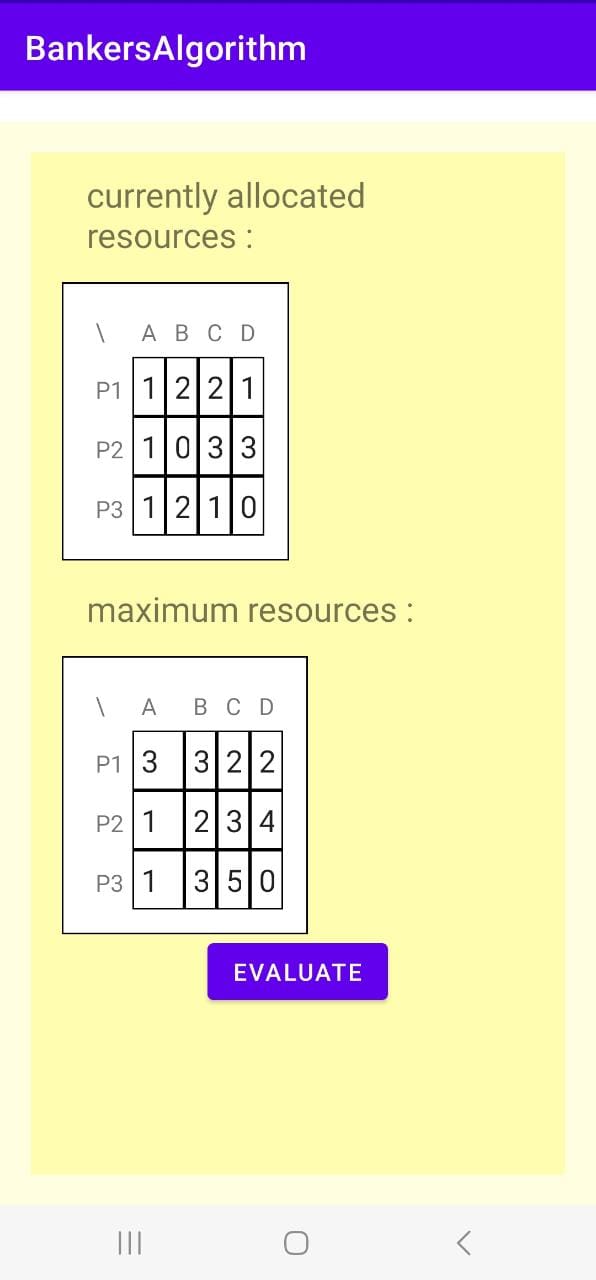 BankersAlgorithm
currently allocated
resources :
\ A B C D
P1 1 2 2 1
P2 1 0 3 3
P3 1 2 1 0
maximum resources :
\ A B C D
P1 3 3 2 2
P2 1 2 3 4
P3 1 3 5 0
EVALUATE